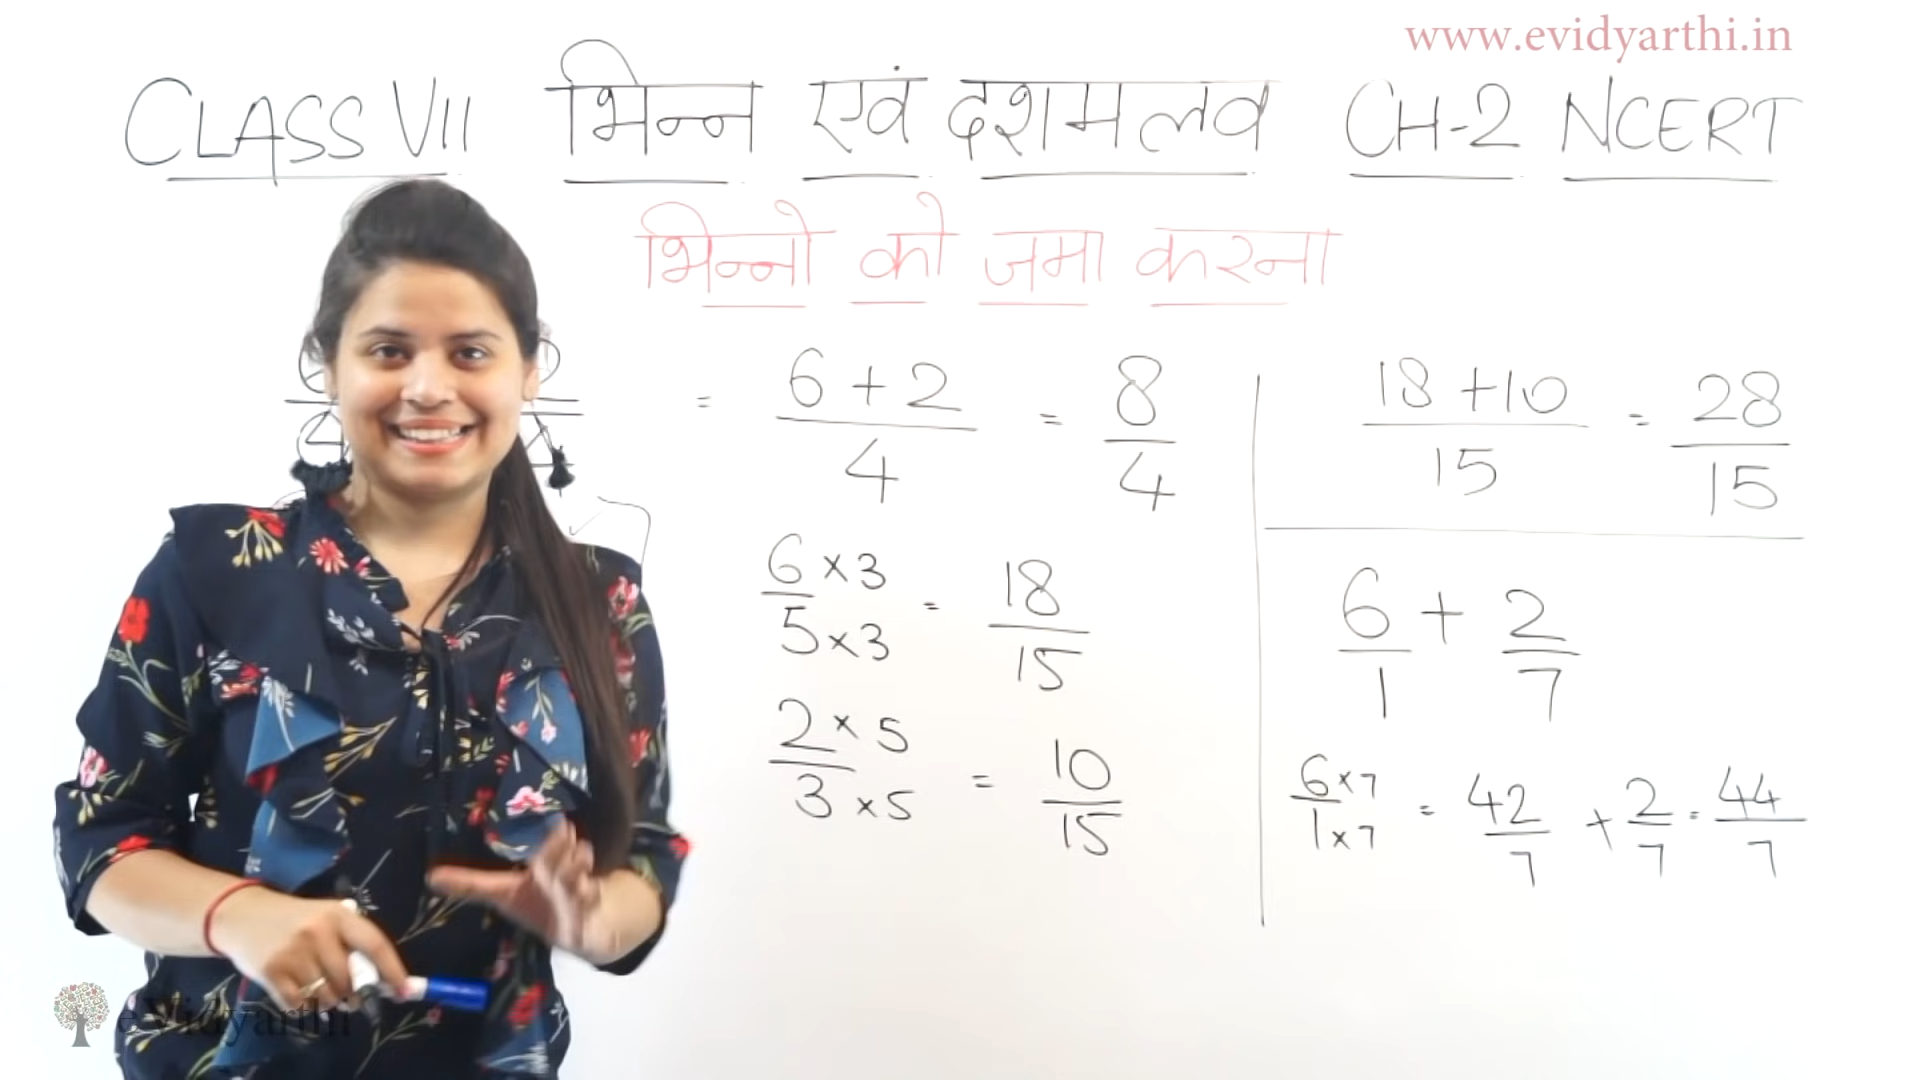 www.evidyarthi.in
CLASS VII भिन्न एवं दशमलव CH-2 NCERT
भिन्नो को जमा करना
= 6 + 2 / 4 = 8 / 4
18 + 10 / 15 = 28 / 15
6 × 3 / 5 × 3 = 18 / 15
2 × 5 / 3 × 5 = 10 / 15
6 / 1 + 2 / 7
6 × 7 / 1 × 7 = 42 / 7 + 2 / 7 = 44 / 7
eVidyarthi